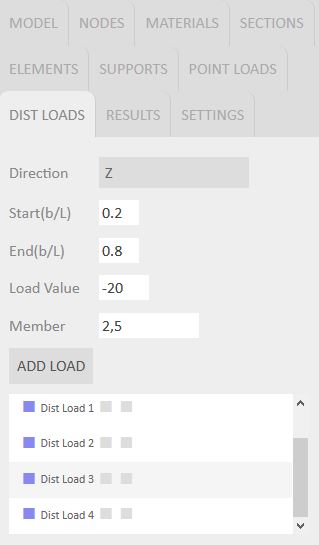 MODEL NODES MATERIALS SECTIONS
ELEMENTS SUPPORTS POINT LOADS
DIST LOADS RESULTS SETTINGS
Direction Z
Start(b/L) 0.2
End(b/L) 0.8
Load Value -20
Member 2,5
ADD LOAD
Dist Load 1
Dist Load 2
Dist Load 3
Dist Load 4